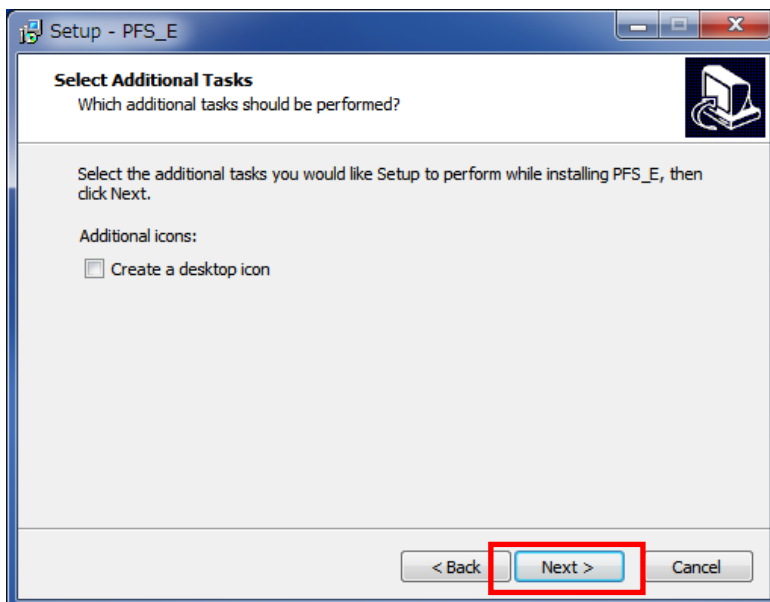 Setup - PFS_E
Select Additional Tasks
Which additional tasks should be performed?
Select the additional tasks you would like Setup to perform while installing PFS_E, then
click Next.
Additional icons:
Create a desktop icon
< Back
Next >
Cancel